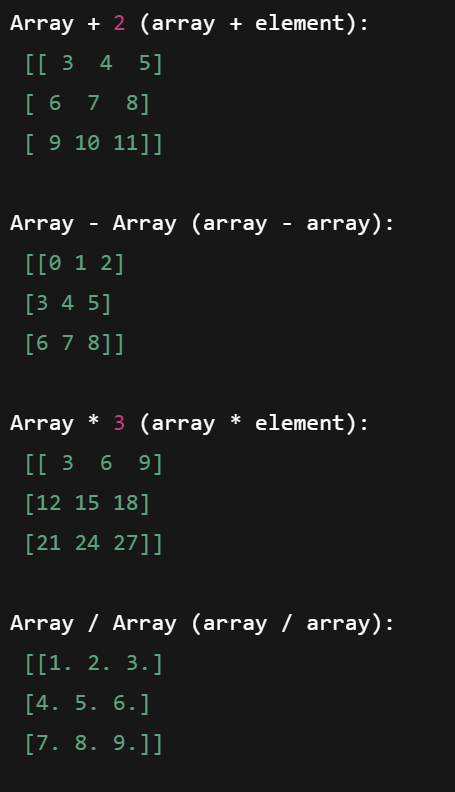 Array + 2 (array + element):
[[ 3  4  5]
[ 6  7  8]
[ 9 10 11]]
Array - Array (array - array):
[[0 1 2]
[3 4 5]
[6 7 8]]
Array * 3 (array * element):
[[ 3  6  9]
[12 15 18]
[21 24 27]]
Array / Array (array / array):
[[1. 2. 3.]
[4. 5. 6.]
[7. 8. 9.]]